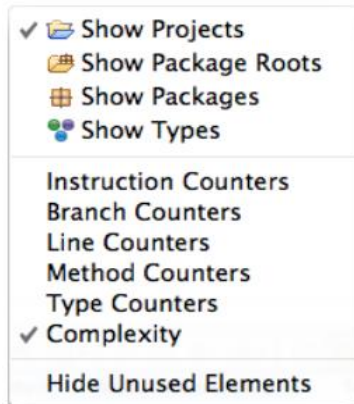 Show Projects
Show Package Roots
Show Packages
Show Types
Instruction Counters
Branch Counters
Line Counters
Method Counters
Type Counters
Complexity
Hide Unused Elements